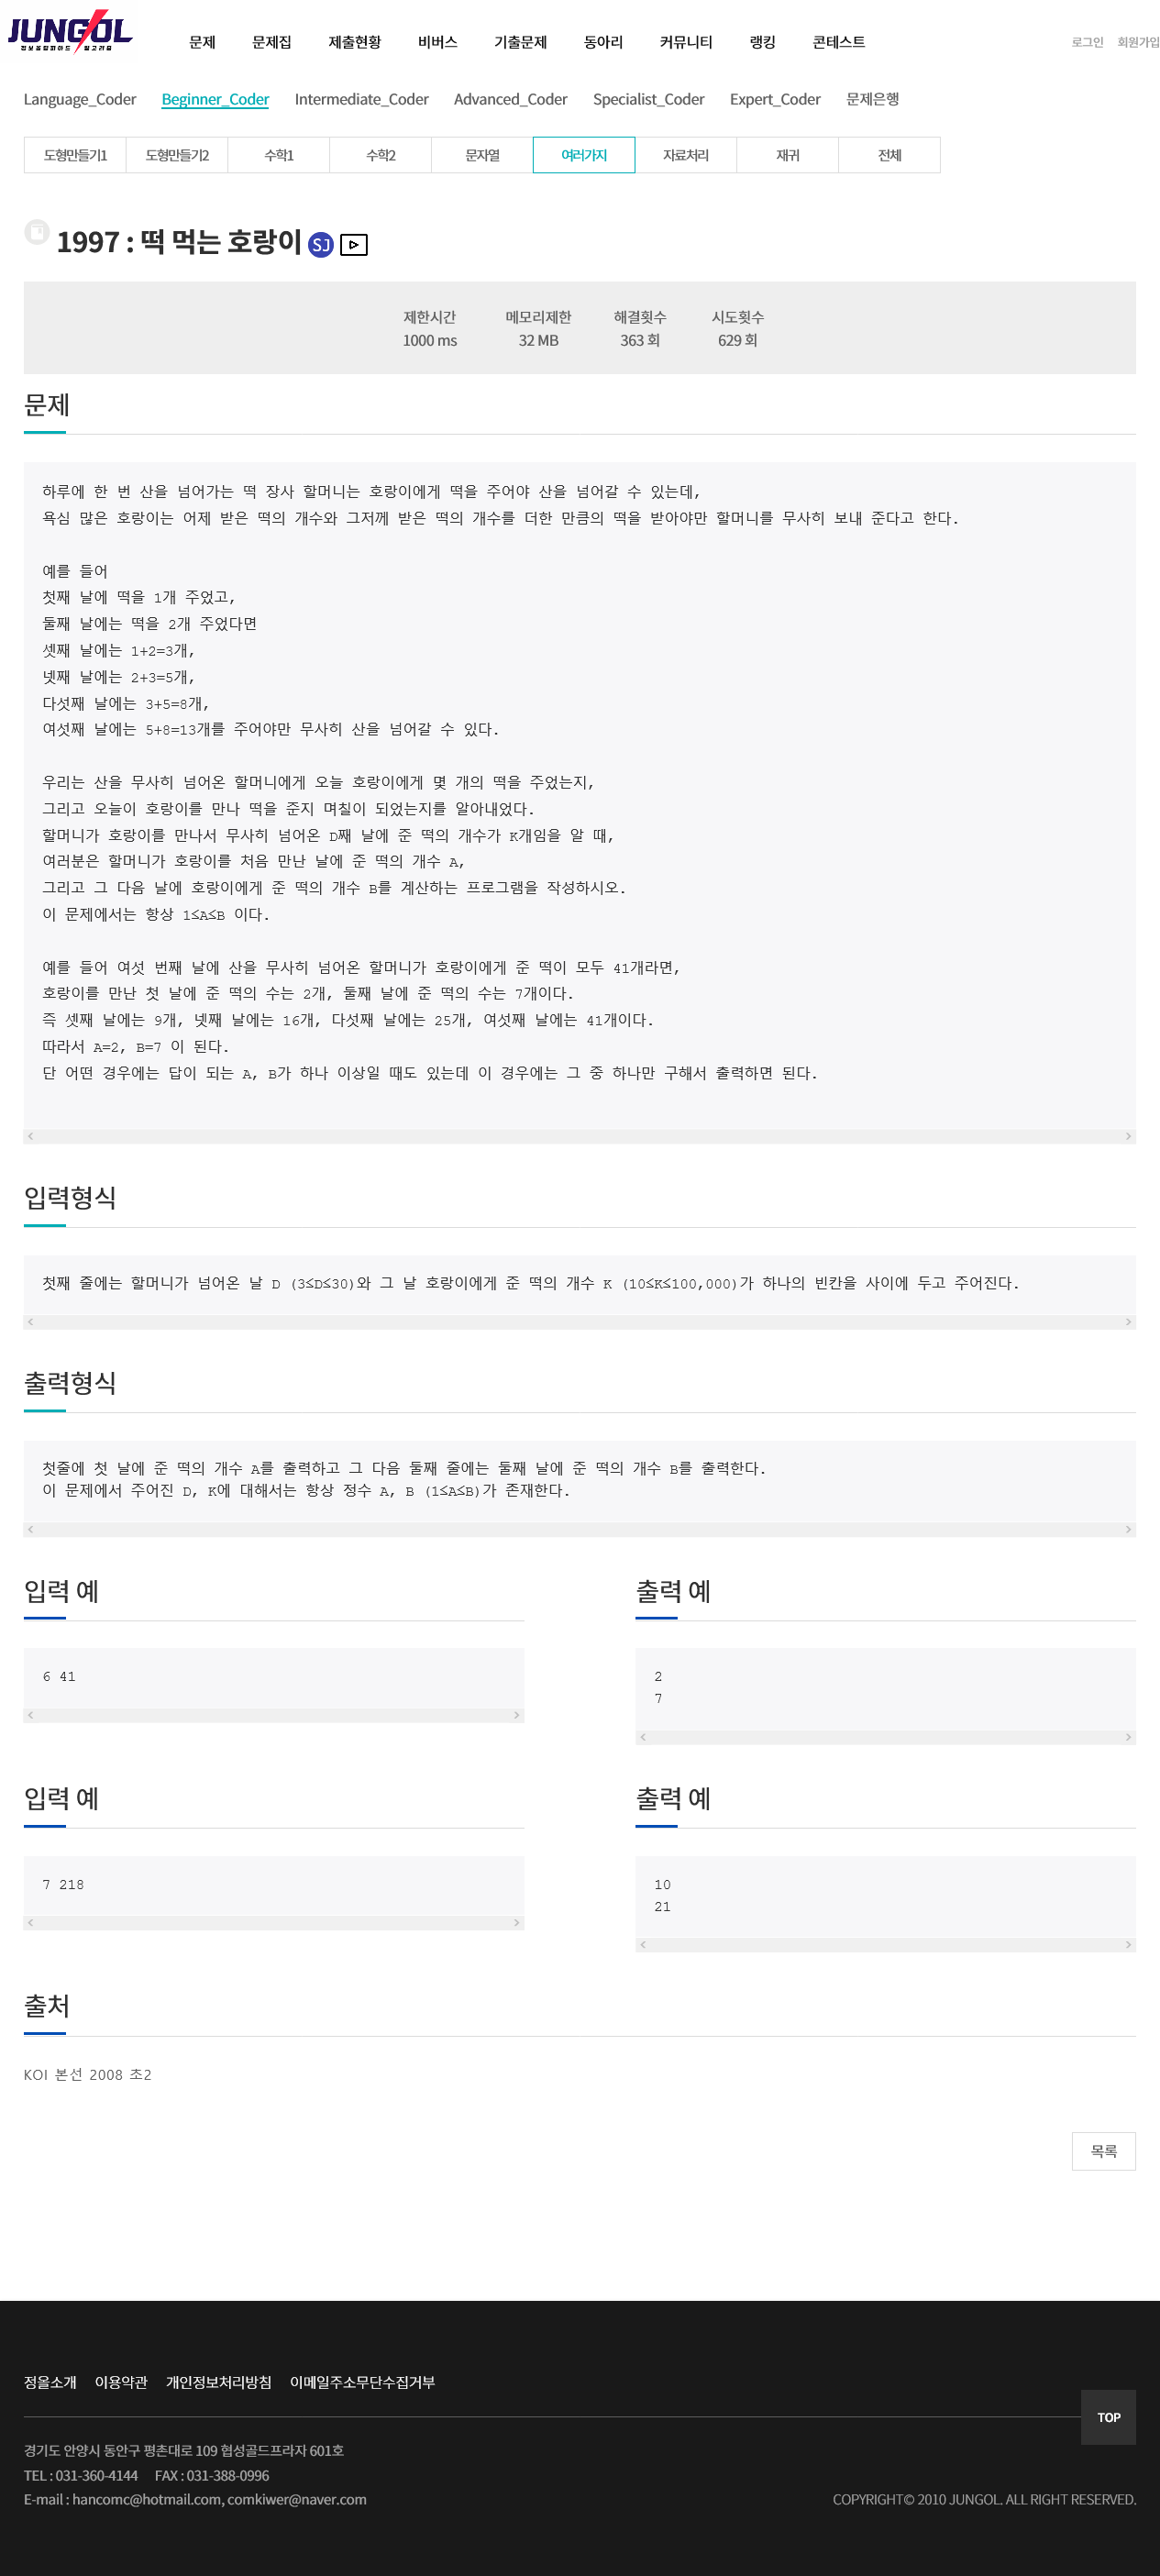 JUNGOL
정보올림피아드 알고리즘
문제 문제집 제출현황 비버스 기출문제 동아리 커뮤니티 랭킹 콘테스트 로그인 회원가입
Language_Coder Beginner_Coder Intermediate_Coder Advanced_Coder Specialist_Coder Expert_Coder 문제은행
도형만들기1 도형만들기2 수학1 수학2 문자열 여러가지 자료처리 재귀 전체
1997 : 떡 먹는 호랑이 SJ
제한시간 메모리제한 해결횟수 시도횟수
1000 ms 32 MB 363 회 629 회
문제
하루에 한 번 산을 넘어가는 떡 장사 할머니는 호랑이에게 떡을 주어야 산을 넘어갈 수 있는데,
욕심 많은 호랑이는 어제 받은 떡의 개수와 그저께 받은 떡의 개수를 더한 만큼의 떡을 받아야만 할머니를 무사히 보내 준다고 한다.
예를 들어
첫째 날에 떡을 1개 주었고,
둘째 날에는 떡을 2개 주었다면
셋째 날에는 1+2=3개,
넷째 날에는 2+3=5개,
다섯째 날에는 3+5=8개,
여섯째 날에는 5+8=13개를 주어야만 무사히 산을 넘어갈 수 있다.
우리는 산을 무사히 넘어온 할머니에게 오늘 호랑이에게 몇 개의 떡을 주었는지,
그리고 오늘이 호랑이를 만나 떡을 준지 며칠이 되었는지를 알아내었다.
할머니가 호랑이를 만나서 무사히 넘어온 D째 날에 준 떡의 개수가 K개임을 알 때,
여러분은 할머니가 호랑이를 처음 만난 날에 준 떡의 개수 A,
그리고 그 다음 날에 호랑이에게 준 떡의 개수 B를 계산하는 프로그램을 작성하시오.
이 문제에서는 항상 1≤A≤B 이다.
예를 들어 여섯 번째 날에 산을 무사히 넘어온 할머니가 호랑이에게 준 떡이 모두 41개라면,
호랑이를 만난 첫 날에 준 떡의 수는 2개, 둘째 날에 준 떡의 수는 7개이다.
즉 셋째 날에는 9개, 넷째 날에는 16개, 다섯째 날에는 25개, 여섯째 날에는 41개이다.
따라서 A=2, B=7 이 된다.
단 어떤 경우에는 답이 되는 A, B가 하나 이상일 때도 있는데 이 경우에는 그 중 하나만 구해서 출력하면 된다.
입력형식
첫째 줄에는 할머니가 넘어온 날 D (3≤D≤30)와 그 날 호랑이에게 준 떡의 개수 K (10≤K≤100,000)가 하나의 빈칸을 사이에 두고 주어진다.
출력형식
첫줄에 첫 날에 준 떡의 개수 A를 출력하고 그 다음 둘째 줄에는 둘째 날에 준 떡의 개수 B를 출력한다.
이 문제에서 주어진 D, K에 대해서는 항상 정수 A, B (1≤A≤B)가 존재한다.
입력 예
6 41
출력 예
2
7
입력 예
7 218
출력 예
10
21
출처
KOI 본선 2008 초2
목록
정올소개 이용약관 개인정보처리방침 이메일주소무단수집거부
TOP
경기도 안양시 동안구 평촌대로 109 협성골드프라자 601호
TEL : 031-360-4144 FAX : 031-388-0996
E-mail : hancomc@hotmail.com, comkiwer@naver.com
COPYRIGHT© 2010 JUNGOL. ALL RIGHT RESERVED.